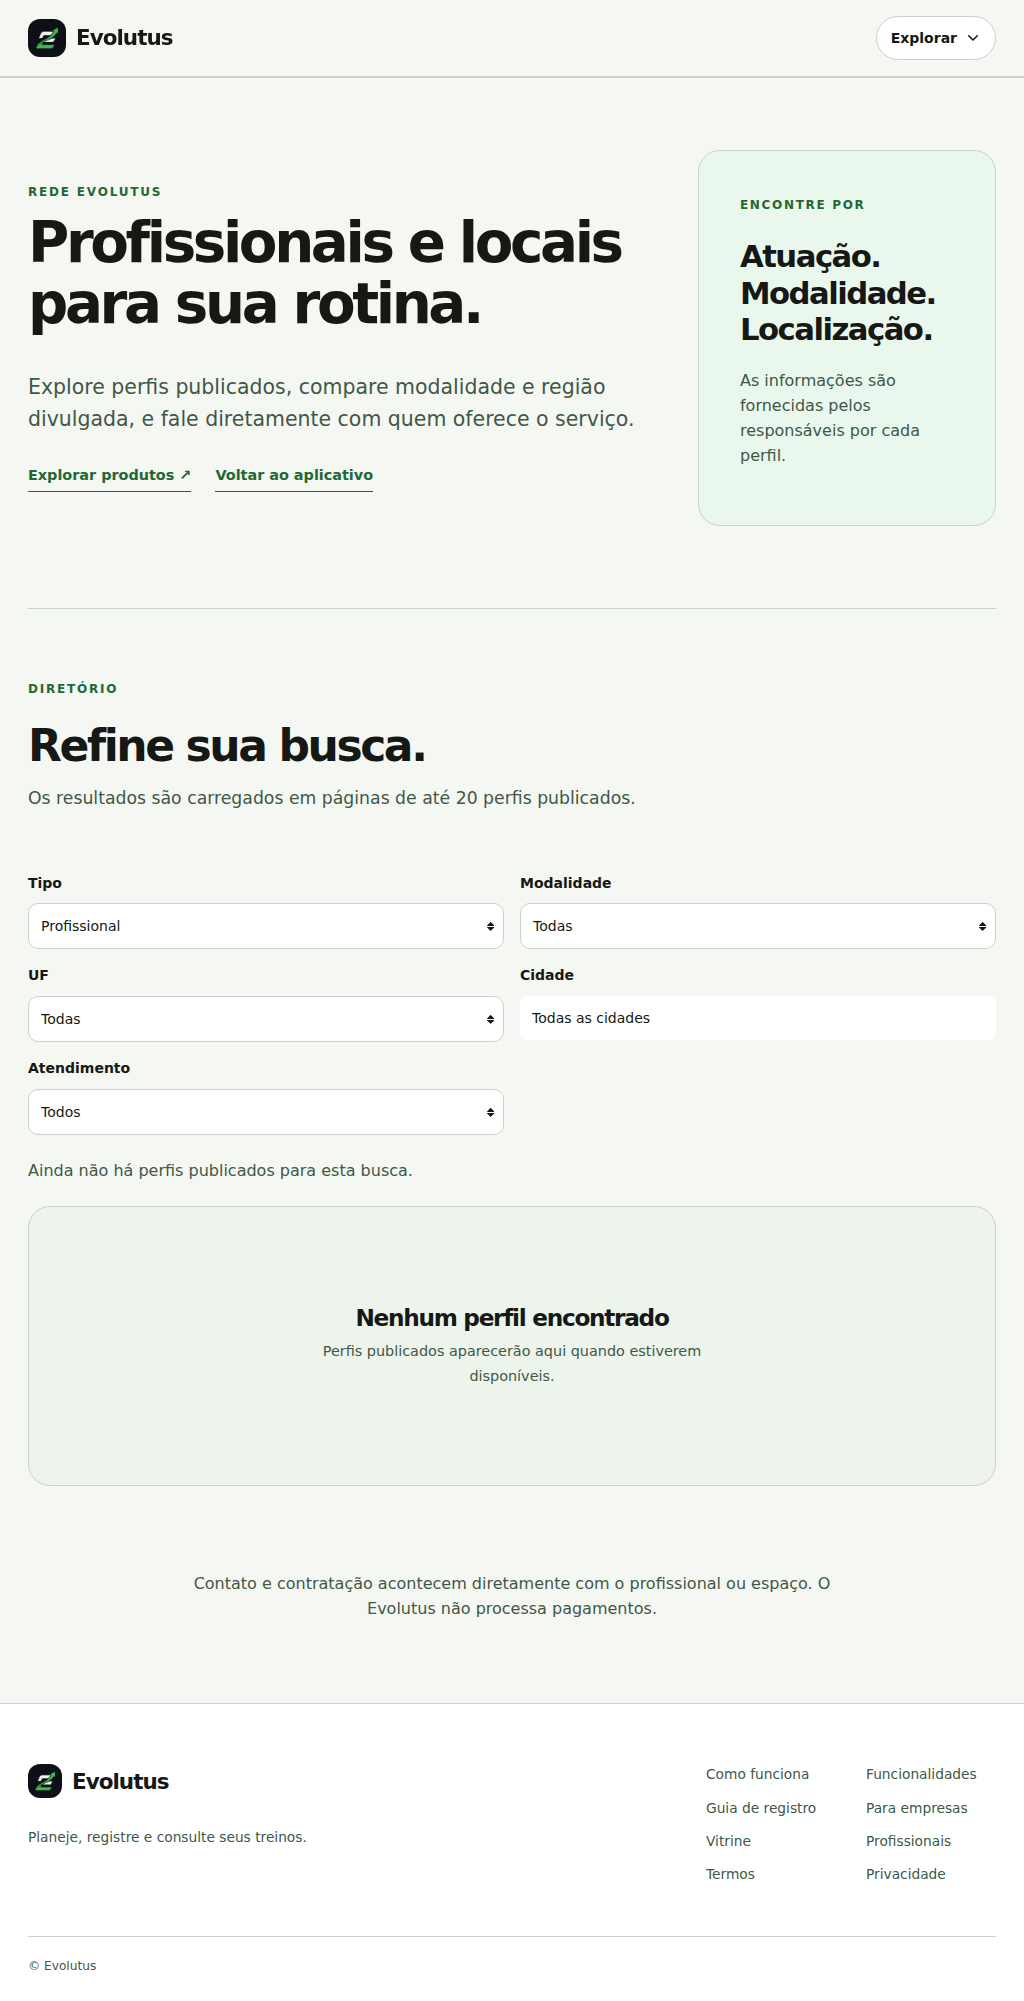 Evolutus
Explorar
REDE EVOLUTUS
Profissionais e locais
para sua rotina.
Explore perfis publicados, compare modalidade e região
divulgada, e fale diretamente com quem oferece o serviço.
Explorar produtos ↗ Voltar ao aplicativo
ENCONTRE POR
Atuação.
Modalidade.
Localização.
As informações são
fornecidas pelos
responsáveis por cada
perfil.
DIRETÓRIO
Refine sua busca.
Os resultados são carregados em páginas de até 20 perfis publicados.
Tipo
Profissional
Modalidade
Todas
UF
Todas
Cidade
Todas as cidades
Atendimento
Todos
Ainda não há perfis publicados para esta busca.
Nenhum perfil encontrado
Perfis publicados aparecerão aqui quando estiverem
disponíveis.
Contato e contratação acontecem diretamente com o profissional ou espaço. O
Evolutus não processa pagamentos.
Evolutus
Planeje, registre e consulte seus treinos.
Como funciona
Funcionalidades
Guia de registro
Para empresas
Vitrine
Profissionais
Termos
Privacidade
© Evolutus